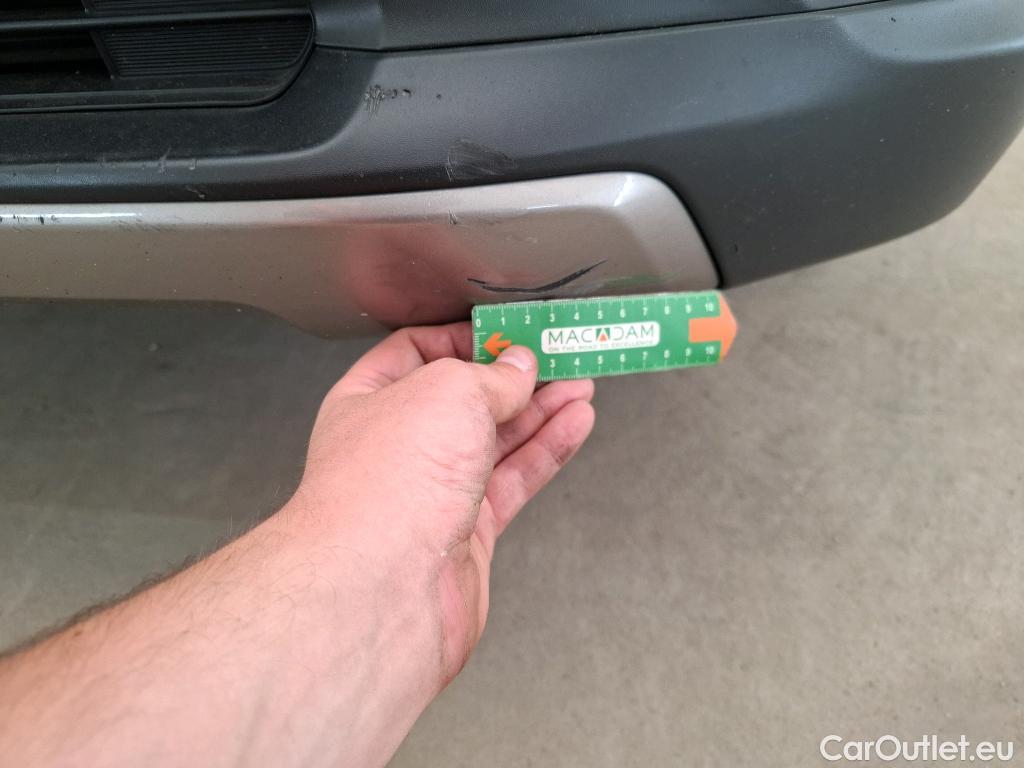 0 1 2 3 4 5 6 7 8 9 10
MACADAM
ON THE ROAD TO EXCELLENCE
3 4 5 6 7 8 9 10
CarOutlet.eu